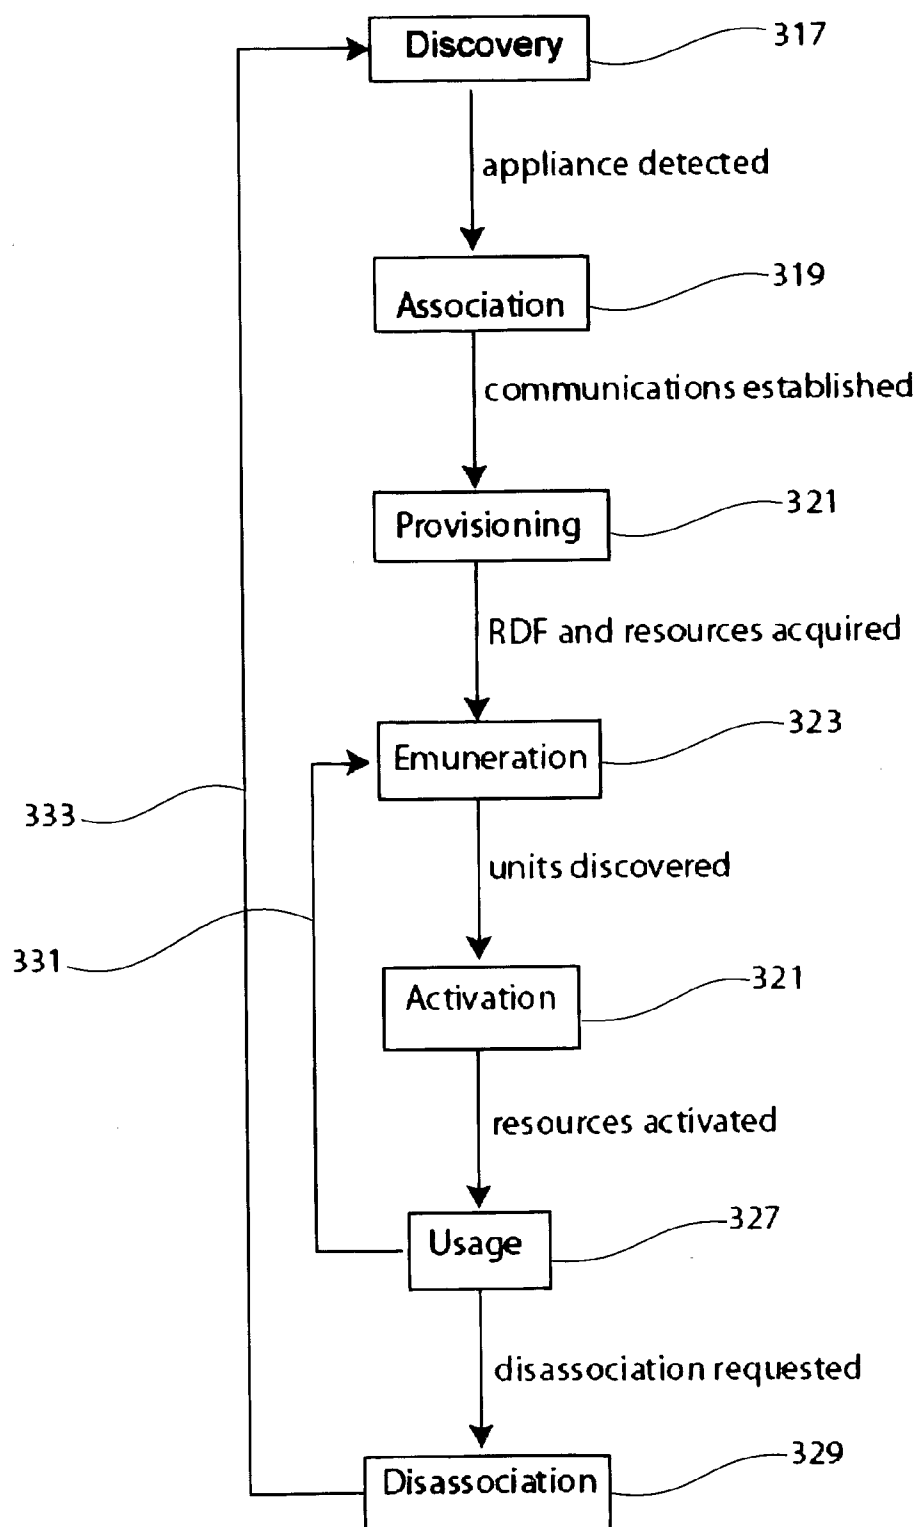 Discovery
317
appliance detected
Association
319
communications established
Provisioning
321
RDF and resources acquired
Emuneration
323
333
units discovered
331
Activation
321
resources activated
Usage
327
disassociation requested
Disassociation
329